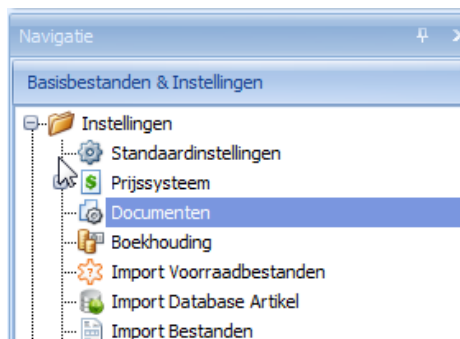 Navigatie
Basisbestanden & Instellingen
Instellingen
Standaardinstellingen
Prijssysteem
Documenten
Boekhouding
Import Voorraadbestanden
Import Database Artikel
Import Bestanden